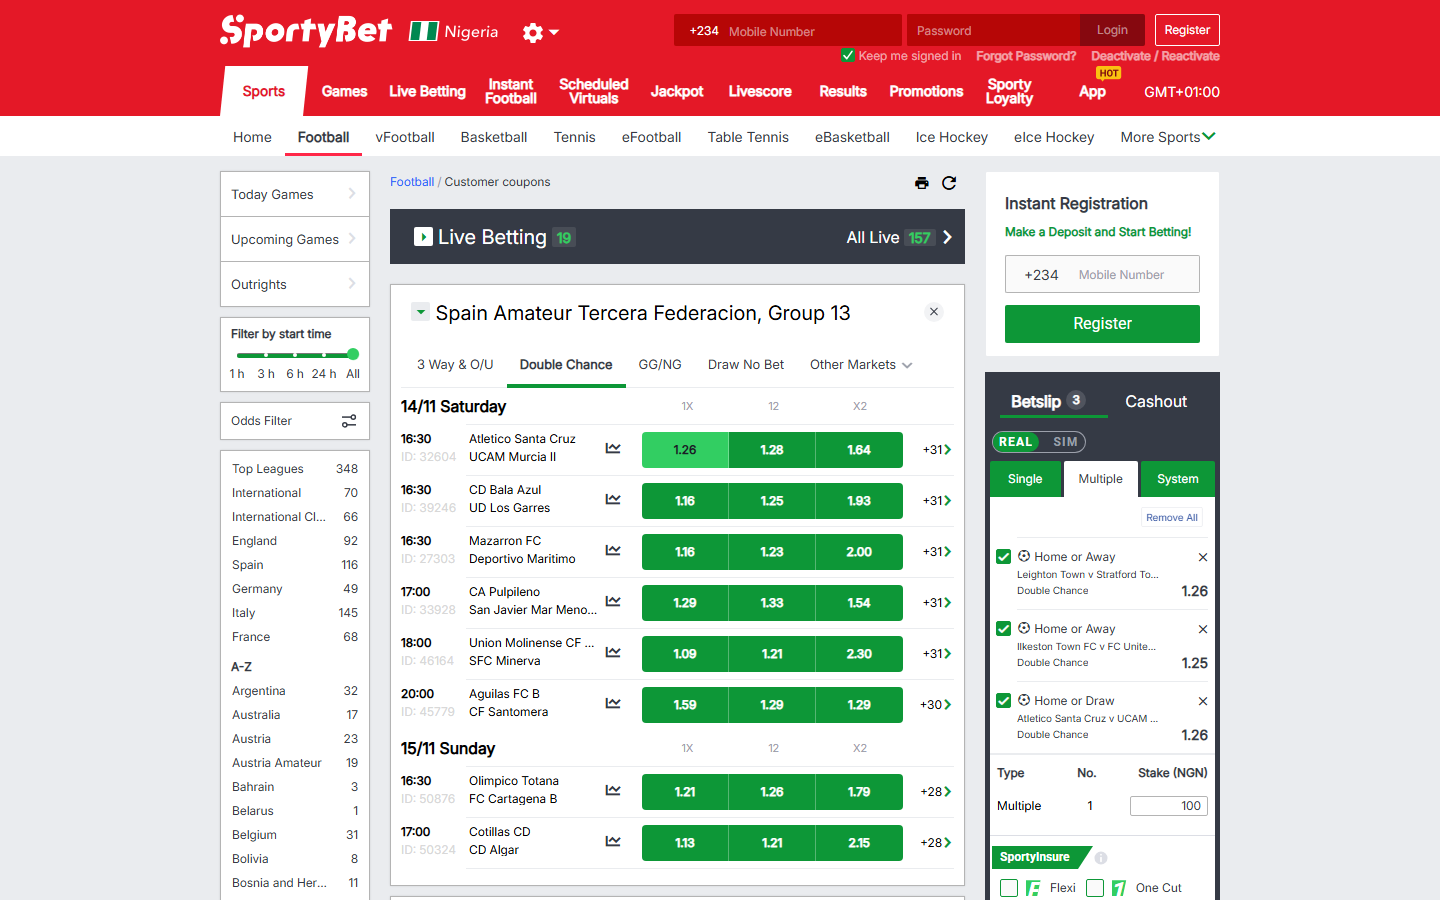 SportyBet
Nigeria
+234 Mobile Number
Password
Login
Register
Keep me signed in
Forgot Password?
Deactivate / Reactivate
Sports
Games
Live Betting
Instant Football
Scheduled Virtuals
Jackpot
Livescore
Results
Promotions
Sporty Loyalty
HOT
App
GMT+01:00
Home
Football
vFootball
Basketball
Tennis
eFootball
Table Tennis
eBasketball
Ice Hockey
eIce Hockey
More Sports
Today Games
Upcoming Games
Outrights
Filter by start time
1 h 3 h 6 h 24 h All
Odds Filter
Top Leagues 348
International 70
International Cl... 66
England 92
Spain 116
Germany 49
Italy 145
France 68
A-Z
Argentina 32
Australia 17
Austria 23
Austria Amateur 19
Bahrain 3
Belarus 1
Belgium 31
Bolivia 8
Bosnia and Her... 11
Football / Customer coupons
Live Betting 19
All Live 157
Spain Amateur Tercera Federacion, Group 13
3 Way & O/U
Double Chance
GG/NG
Draw No Bet
Other Markets
14/11 Saturday 1X 12 X2
16:30 Atletico Santa Cruz
ID: 32604 UCAM Murcia II
1.26 1.28 1.64 +31
16:30 CD Bala Azul
ID: 39246 UD Los Garres
1.16 1.25 1.93 +31
16:30 Mazarron FC
ID: 27303 Deportivo Maritimo
1.16 1.23 2.00 +31
17:00 CA Pulpileno
ID: 33928 San Javier Mar Meno...
1.29 1.33 1.54 +31
18:00 Union Molinense CF ...
ID: 46164 SFC Minerva
1.09 1.21 2.30 +31
20:00 Aguilas FC B
ID: 45779 CF Santomera
1.59 1.29 1.29 +30
15/11 Sunday 1X 12 X2
16:30 Olimpico Totana
ID: 50876 FC Cartagena B
1.21 1.26 1.79 +28
17:00 Cotillas CD
ID: 50324 CD Algar
1.13 1.21 2.15 +28
Instant Registration
Make a Deposit and Start Betting!
+234 Mobile Number
Register
Betslip 3
Cashout
REAL SIM
Single
Multiple
System
Remove All
Home or Away
Leighton Town v Stratford To...
Double Chance 1.26
Home or Away
Ilkeston Town FC v FC Unite...
Double Chance 1.25
Home or Draw
Atletico Santa Cruz v UCAM ...
Double Chance 1.26
Type No. Stake (NGN)
Multiple 1 100
SportyInsure
Flexi
One Cut